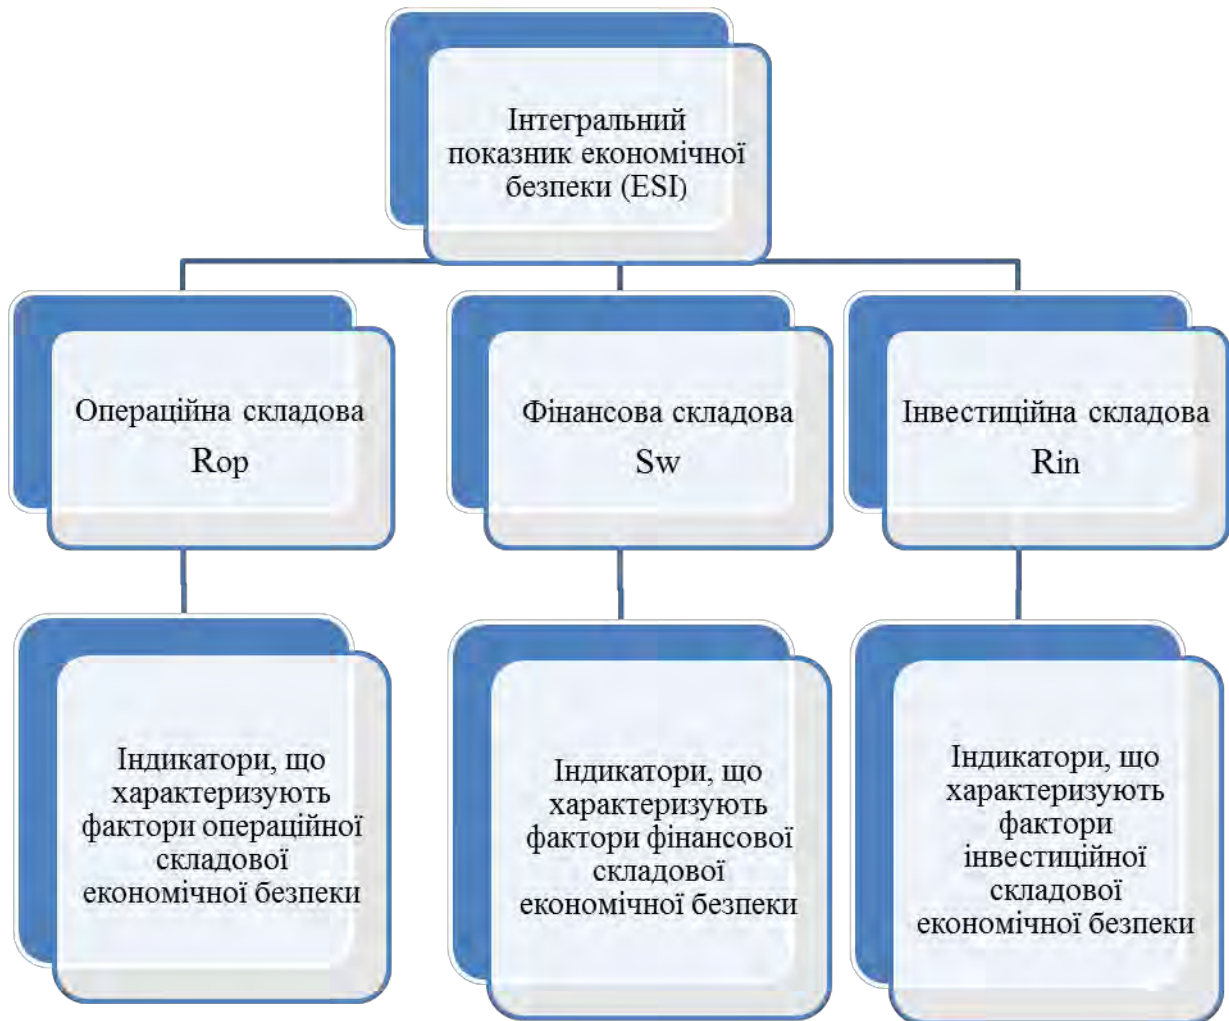 Інтегральний
показник економічної
безпеки (ESI)
Операційна складова
Rop
Фінансова складова
Sw
Інвестиційна складова
Rin
Індикатори, що
характеризують
фактори операційної
складової
економічної безпеки
Індикатори, що
характеризують
фактори фінансової
складової
економічної безпеки
Індикатори, що
характеризують
фактори
інвестиційної
складової
економічної безпеки